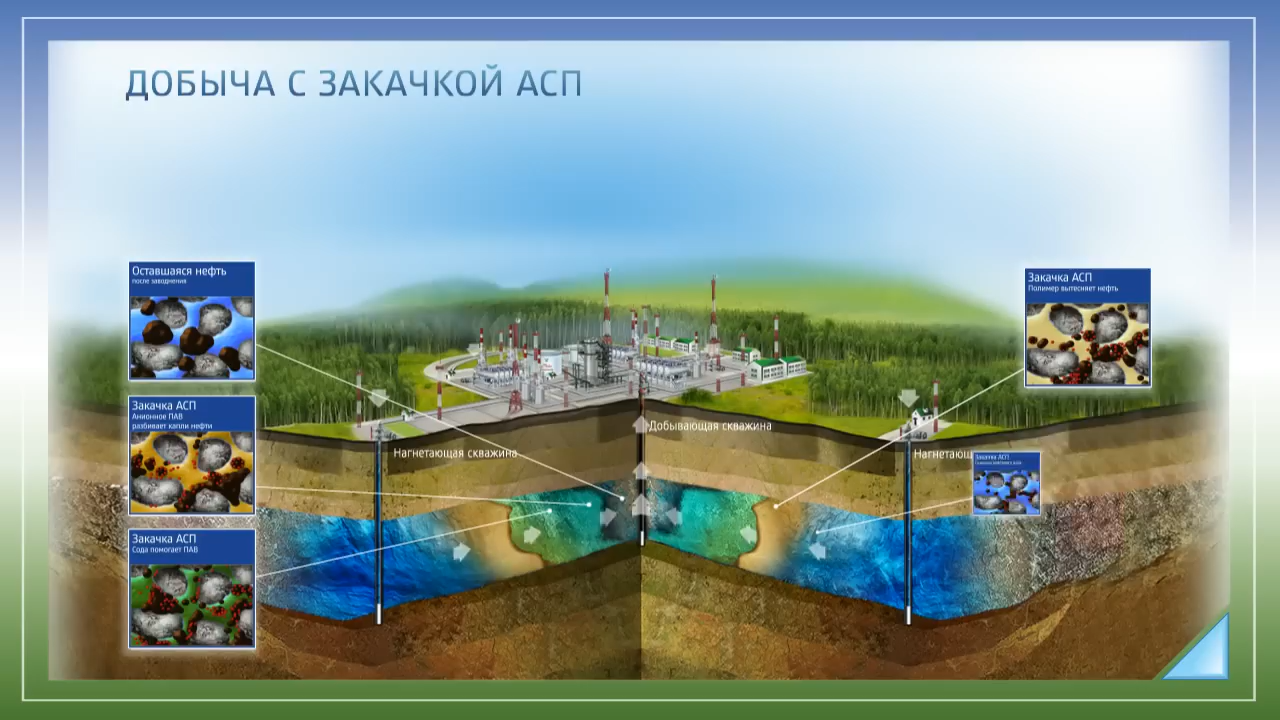 ДОБЫЧА С ЗАКАЧКОЙ АСП
Оставшаяся нефть
после заводнения
Закачка АСП
Полимер вытесняет нефть
Закачка АСП
Анионное ПАВ
разбивает капли нефти
Добывающая скважина
Нагнетающая скважина
Нагнетающ
Закачка АСП
Закачка АСП
Сода помогает ПАВ